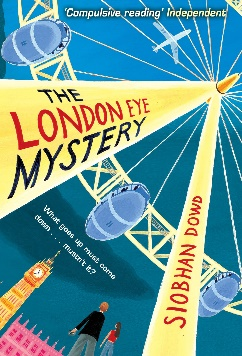 'Compulsive reading' Independent
THE
LONDON EYE
MYSTERY
What goes up must come
down . . . mustn't it?
SIOBHAN DOWD